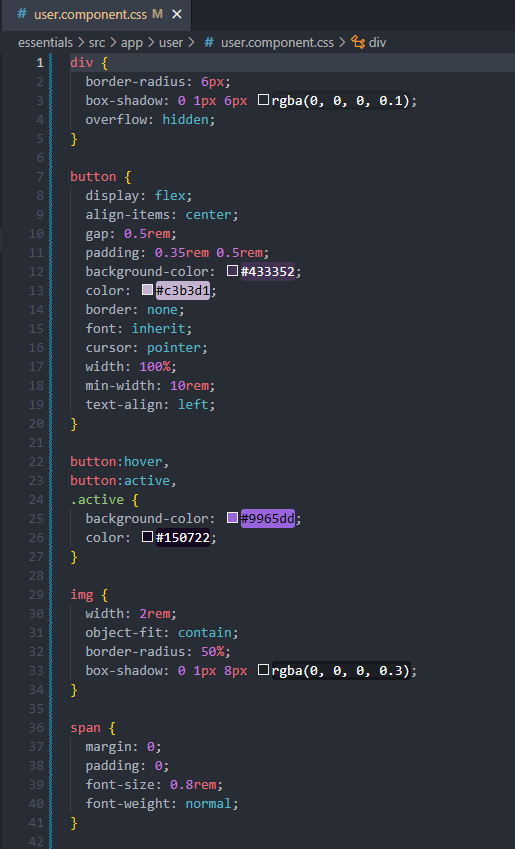 # user.component.css M ×
essentials > src > app > user > # user.component.css > div
1 div {
2 border-radius: 6px;
3 box-shadow: 0 1px 6px rgba(0, 0, 0, 0.1);
4 overflow: hidden;
5 }
6
7 button {
8 display: flex;
9 align-items: center;
10 gap: 0.5rem;
11 padding: 0.35rem 0.5rem;
12 background-color: #433352;
13 color: #c3b3d1;
14 border: none;
15 font: inherit;
16 cursor: pointer;
17 width: 100%;
18 min-width: 10rem;
19 text-align: left;
20 }
21
22 button:hover,
23 button:active,
24 .active {
25 background-color: #9965dd;
26 color: #150722;
27 }
28
29 img {
30 width: 2rem;
31 object-fit: contain;
32 border-radius: 50%;
33 box-shadow: 0 1px 8px rgba(0, 0, 0, 0.3);
34 }
35
36 span {
37 margin: 0;
38 padding: 0;
39 font-size: 0.8rem;
40 font-weight: normal;
41 }
42